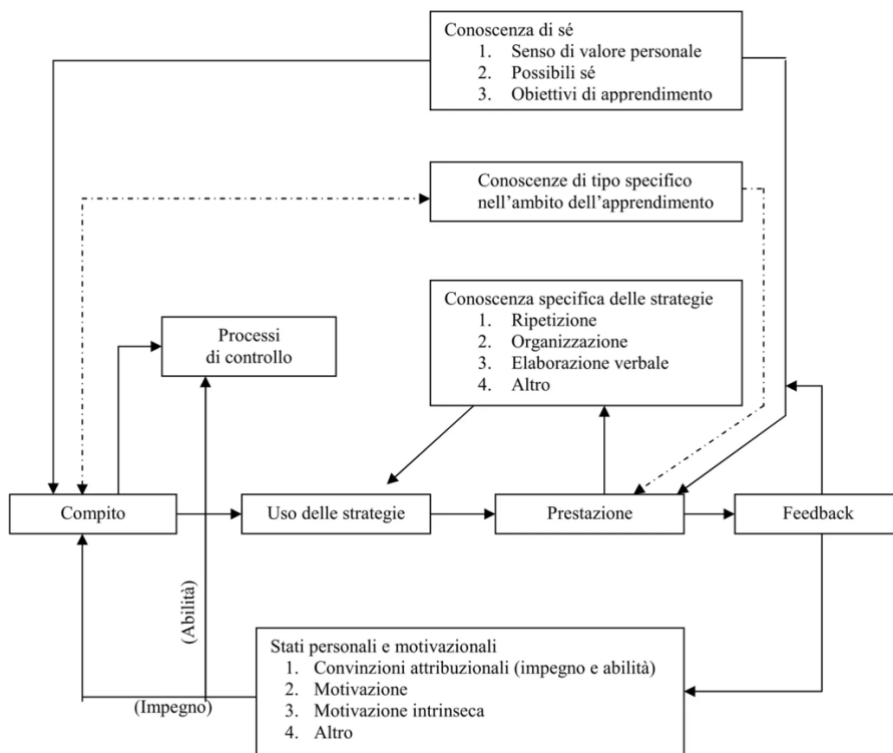 Conoscenza di sé
1. Senso di valore personale
2. Possibili sé
3. Obiettivi di apprendimento
Conoscenze di tipo specifico
nell'ambito dell'apprendimento
Conoscenza specifica delle strategie
1. Ripetizione
2. Organizzazione
3. Elaborazione verbale
4. Altro
Processi
di controllo
Compito
Uso delle strategie
Prestazione
Feedback
(Abilità)
(Impegno)
Stati personali e motivazionali
1. Convinzioni attribuzionali (impegno e abilità)
2. Motivazione
3. Motivazione intrinseca
4. Altro